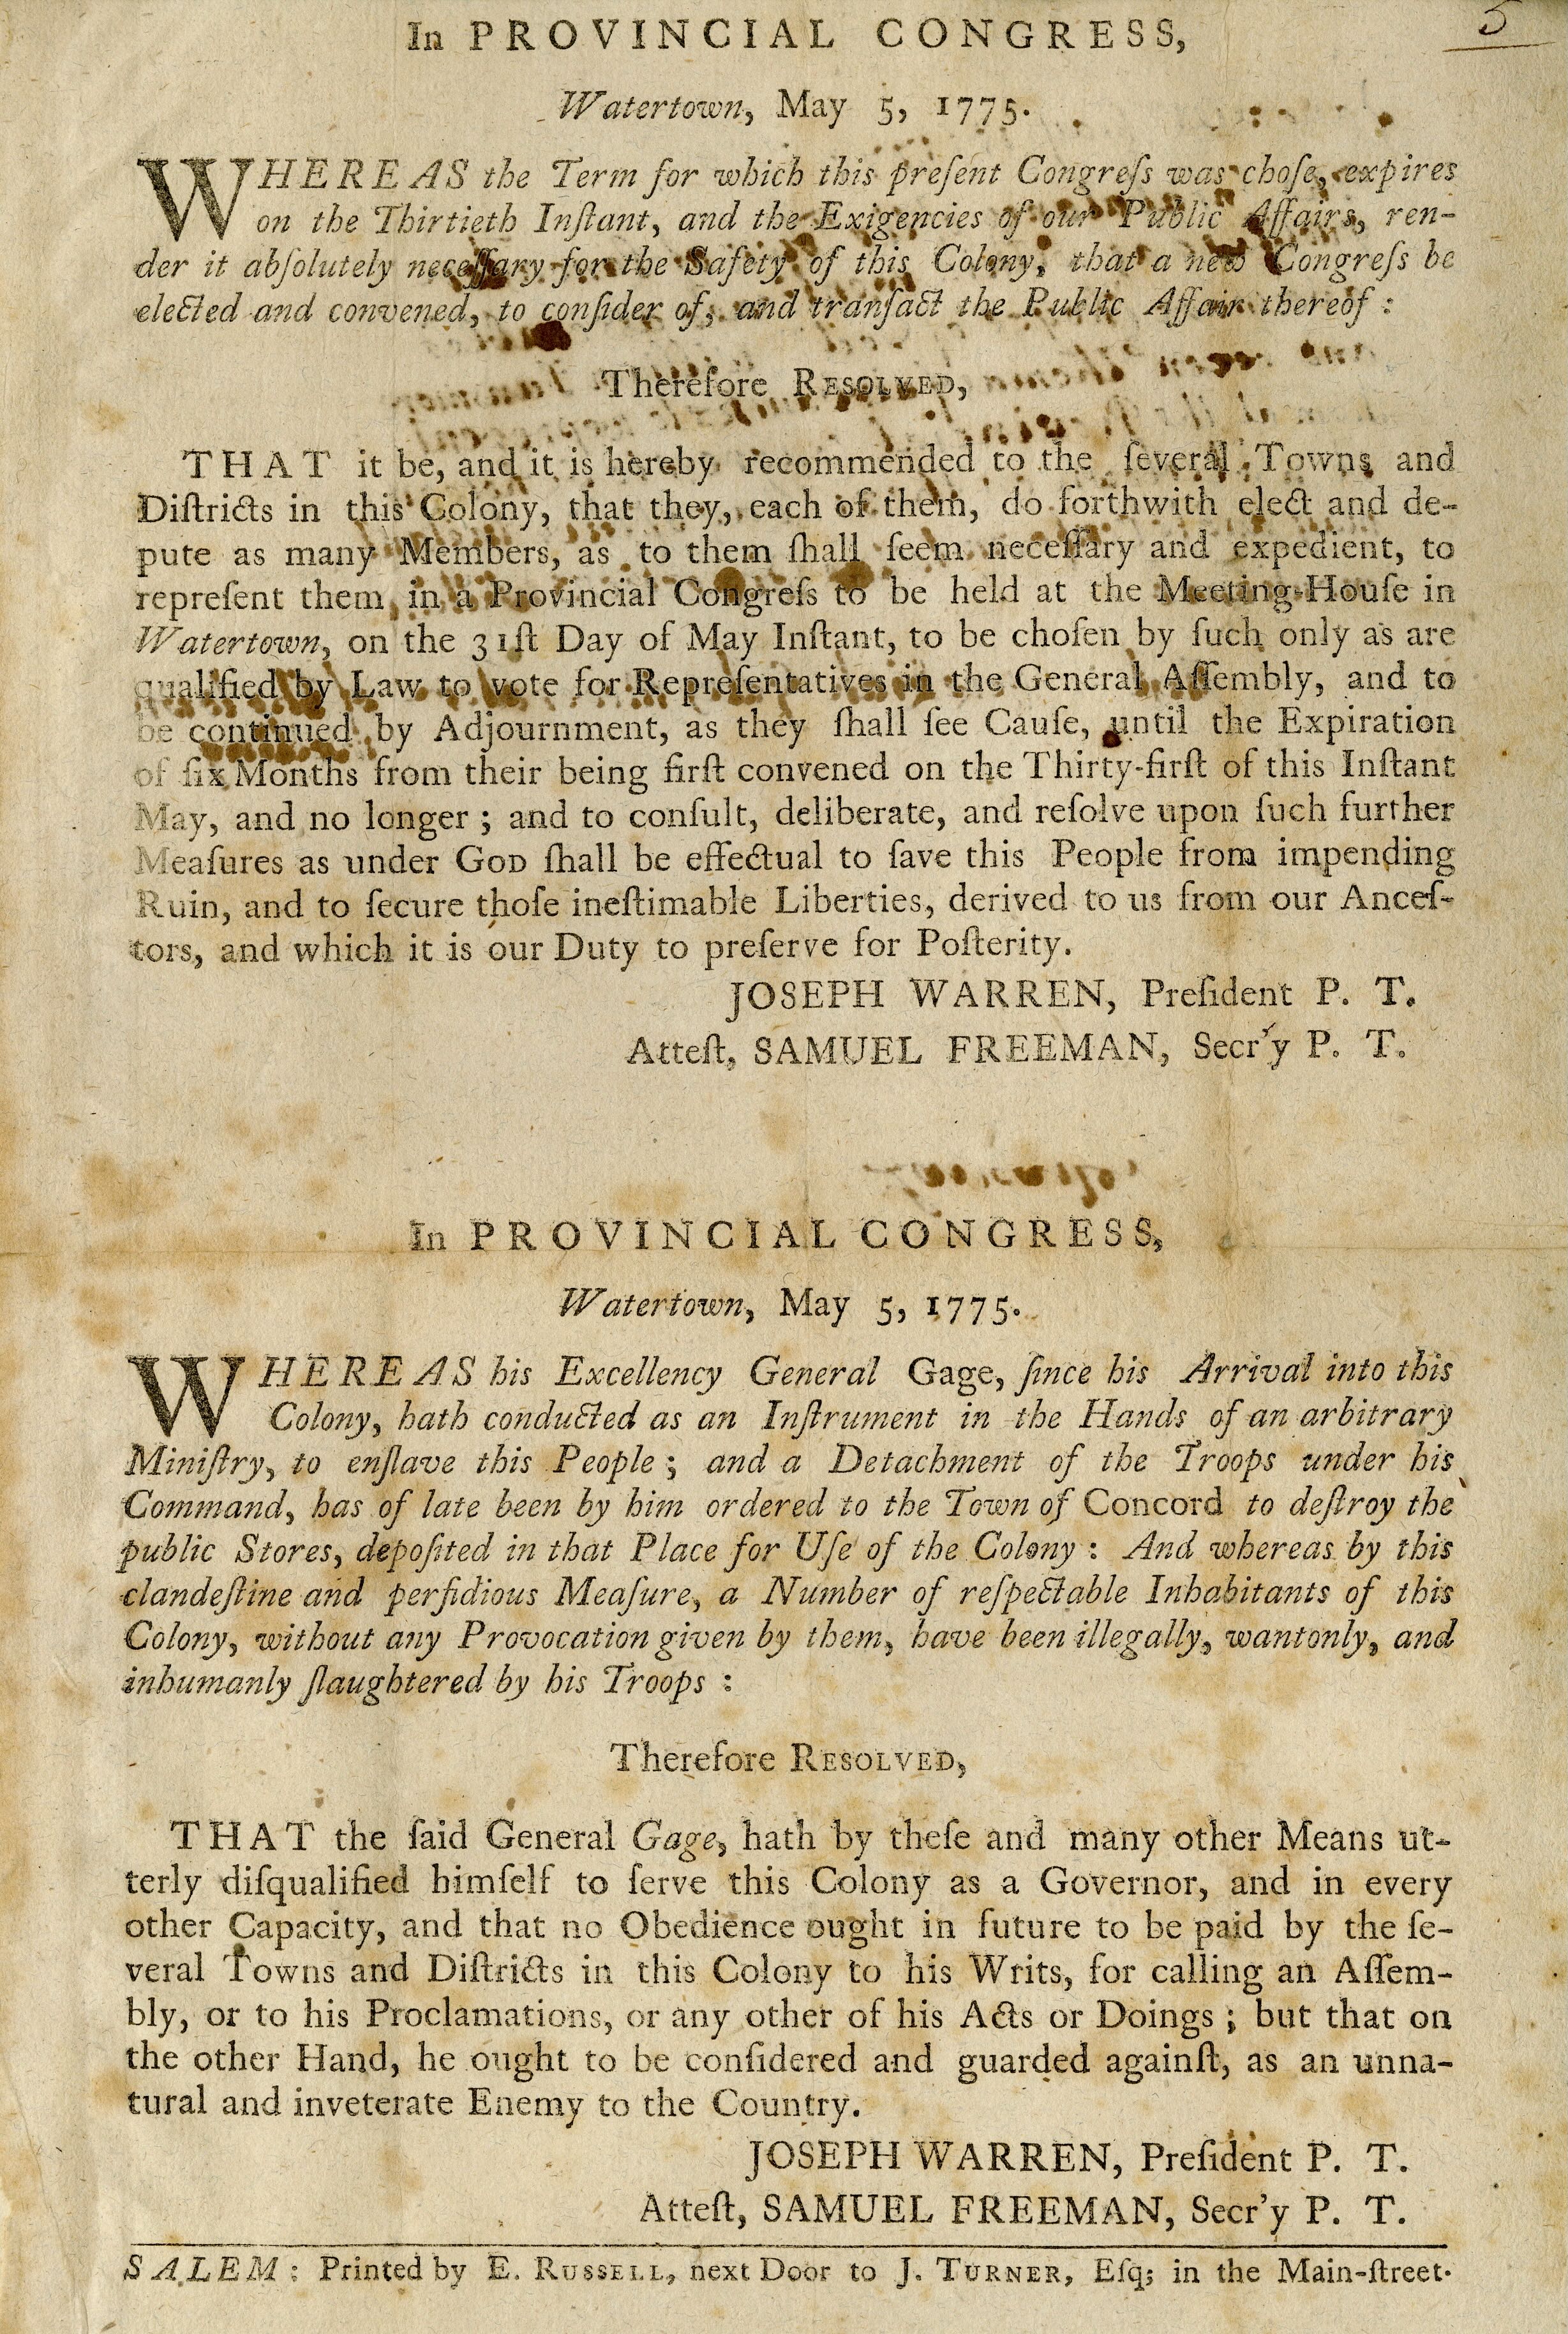 5
In PROVINCIAL CONGRESS,
Watertown, May 5, 1775.
WHEREAS the Term for which this preſent Congreſs was choſe, expires
on the Thirtieth Inſtant, and the Exigencies of our Public Affairs, ren-
der it abſolutely neceſſary for the Safety of this Colony, that a new Congreſs be
elected and convened, to conſider of, and tranſact the Public Affair thereof :
Therefore RESOLVED,
THAT it be, and it is hereby recommended to the ſeveral Towns and
Diſtricts in this Colony, that they, each of them, do forthwith elect and de-
pute as many Members, as to them ſhall ſeem neceſſary and expedient, to
repreſent them in a Provincial Congreſs to be held at the Meeting-Houſe in
Watertown, on the 31ſt Day of May Inſtant, to be choſen by ſuch only as are
qualified by Law to vote for Repreſentatives in the General Aſſembly, and to
be continued by Adjournment, as they ſhall ſee Cauſe, until the Expiration
of ſix Months from their being firſt convened on the Thirty-firſt of this Inſtant
May, and no longer ; and to conſult, deliberate, and reſolve upon ſuch further
Meaſures as under GOD ſhall be effectual to ſave this People from impending
Ruin, and to ſecure thoſe ineſtimable Liberties, derived to us from our Anceſ-
tors, and which it is our Duty to preſerve for Poſterity.
JOSEPH WARREN, Preſident P. T.
Atteſt, SAMUEL FREEMAN, Secr'y P. T.
In PROVINCIAL CONGRESS,
Watertown, May 5, 1775.
WHEREAS his Excellency General Gage, ſince his Arrival into this
Colony, hath conducted as an Inſtrument in the Hands of an arbitrary
Miniſtry, to enſlave this People ; and a Detachment of the Troops under his
Command, has of late been by him ordered to the Town of Concord to deſtroy the
public Stores, depoſited in that Place for Uſe of the Colony : And whereas by this
clandeſtine and perfidious Meaſure, a Number of reſpectable Inhabitants of this
Colony, without any Provocation given by them, have been illegally, wantonly, and
inhumanly ſlaughtered by his Troops :
Therefore RESOLVED,
THAT the ſaid General Gage, hath by theſe and many other Means ut-
terly diſqualified himſelf to ſerve this Colony as a Governor, and in every
other Capacity, and that no Obedience ought in future to be paid by the ſe-
veral Towns and Diſtricts in this Colony to his Writs, for calling an Aſſem-
bly, or to his Proclamations, or any other of his Acts or Doings ; but that on
the other Hand, he ought to be conſidered and guarded againſt, as an unna-
tural and inveterate Enemy to the Country.
JOSEPH WARREN, Preſident P. T.
Atteſt, SAMUEL FREEMAN, Secr'y P. T.
SALEM : Printed by E. RUSSELL, next Door to J. TURNER, Eſq; in the Main-ſtreet.